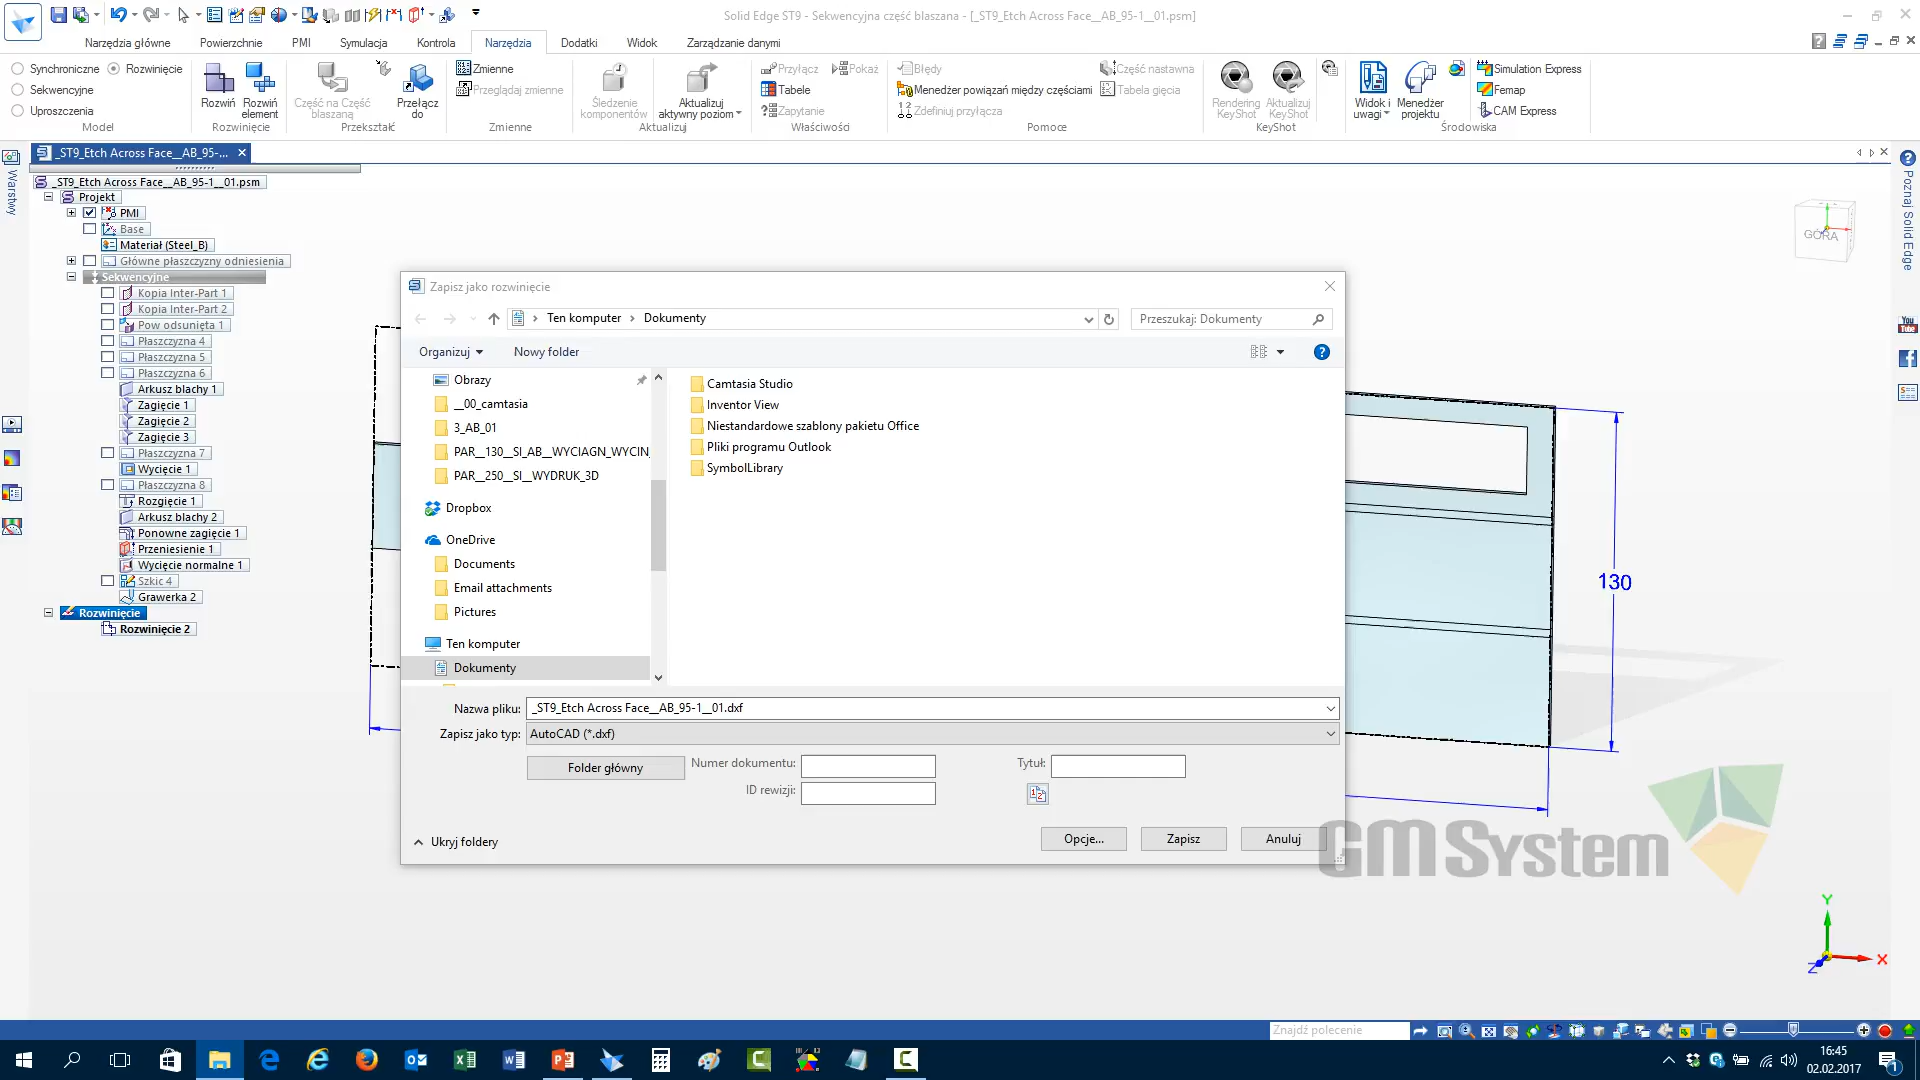 Solid Edge ST9 - Sekwencyjna część blaszana - [_ST9_Etch Across Face__AB_95-1__01.psm]
Narzędzia główne Powierzchnie PMI Symulacja Kontrola Narzędzia Dodatki Widok Zarządzanie danymi
Synchroniczne Rozwinięcie
Sekwencyjne
Uproszczenia
Model
Rozwiń
Rozwiń element
Rozwinięcie
Część na Część blaszaną
Przełącz do
Przekształć
Zmienne
Przeglądaj zmienne
Zmienne
Śledzenie komponentów
Aktualizuj aktywny poziom
Aktualizuj
Przyłącz Pokaż
Tabele
Zapytanie
Właściwości
Błędy
Menedżer powiązań między częściami
Zdefiniuj przyłącza
Część nastawna
Tabela gięcia
Pomoce
Rendering KeyShot
Aktualizuj KeyShot
KeyShot
Widok i uwagi
Menedżer projektu
Simulation Express
Femap
CAM Express
Środowiska
_ST9_Etch Across Face__AB_95-...
Warstwy
Poznaj Solid Edge
_ST9_Etch Across Face__AB_95-1__01.psm
Projekt
PMI
Base
Materiał (Steel_B)
Główne płaszczyzny odniesienia
Sekwencyjne
Kopia Inter-Part 1
Kopia Inter-Part 2
Pow odsunięta 1
Płaszczyzna 4
Płaszczyzna 5
Płaszczyzna 6
Arkusz blachy 1
Zagięcie 1
Zagięcie 2
Zagięcie 3
Płaszczyzna 7
Wycięcie 1
Płaszczyzna 8
Rozgięcie 1
Arkusz blachy 2
Ponowne zagięcie 1
Przeniesienie 1
Wycięcie normalne 1
Szkic 4
Grawerka 2
Rozwinięcie
Rozwinięcie 2
GÓRA
Zapisz jako rozwinięcie
Ten komputer Dokumenty
Przeszukaj: Dokumenty
Organizuj Nowy folder
Obrazy
__00_camtasia
3_AB_01
PAR__130__SI_AB__WYCIAGN_WYCIN_
PAR__250__SI__WYDRUK_3D
Dropbox
OneDrive
Documents
Email attachments
Pictures
Ten komputer
Dokumenty
Camtasia Studio
Inventor View
Niestandardowe szablony pakietu Office
Pliki programu Outlook
SymbolLibrary
Nazwa pliku: _ST9_Etch Across Face__AB_95-1__01.dxf
Zapisz jako typ: AutoCAD (*.dxf)
Folder główny
Numer dokumentu:
Tytuł:
ID rewizji:
Ukryj foldery
Opcje... Zapisz Anuluj
130
GM System
Y
X
Z
Znajdź polecenie
16:45
02.02.2017